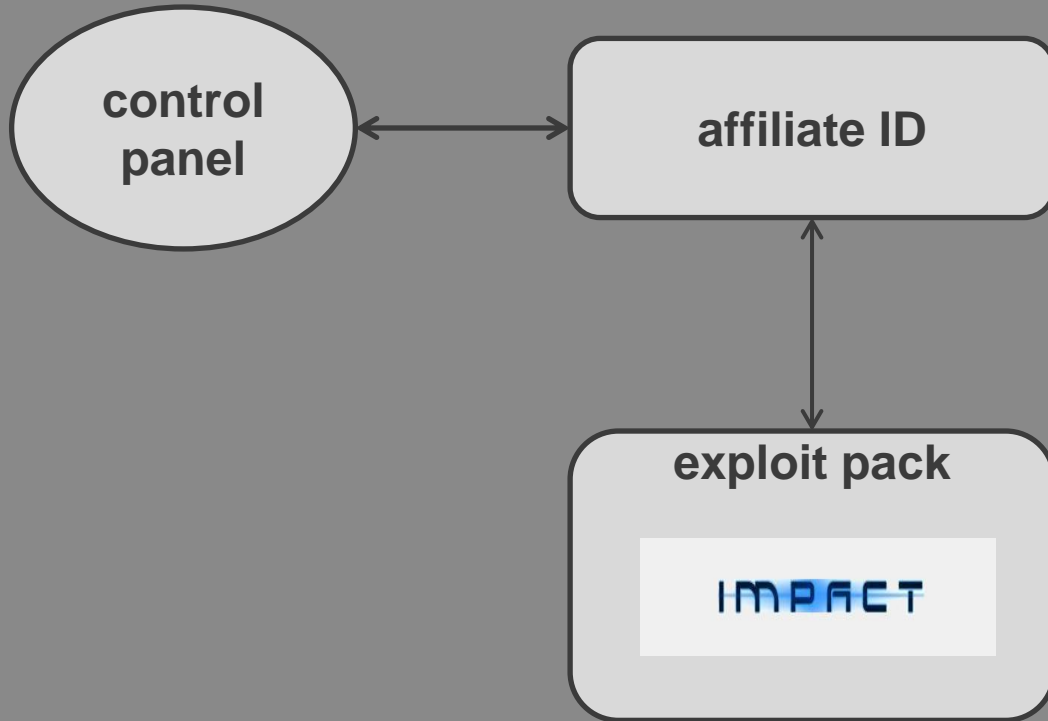 control
panel
affiliate ID
exploit pack
IMPACT